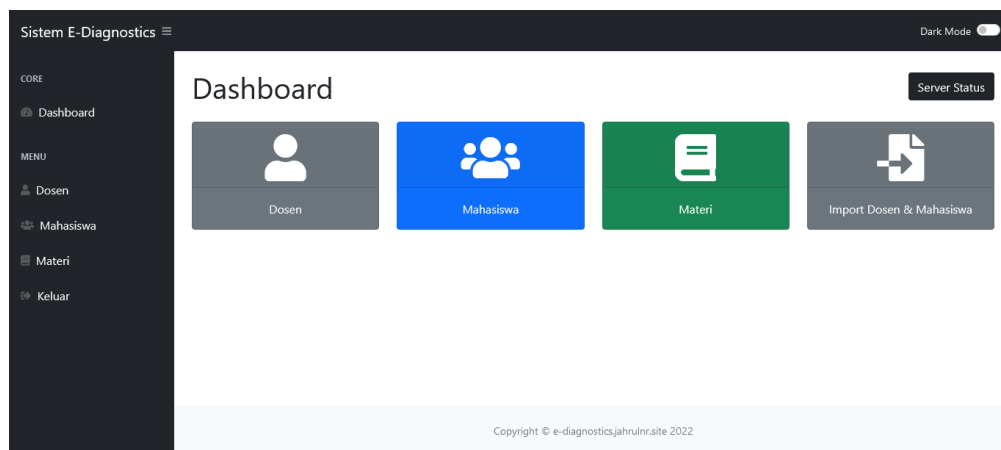 Sistem E-Diagnostics
Dark Mode
CORE
Dashboard
MENU
Dosen
Mahasiswa
Materi
Keluar
Dashboard
Server Status
Dosen
Mahasiswa
Materi
Import Dosen & Mahasiswa
Copyright © e-diagnostics.jahrulnr.site 2022